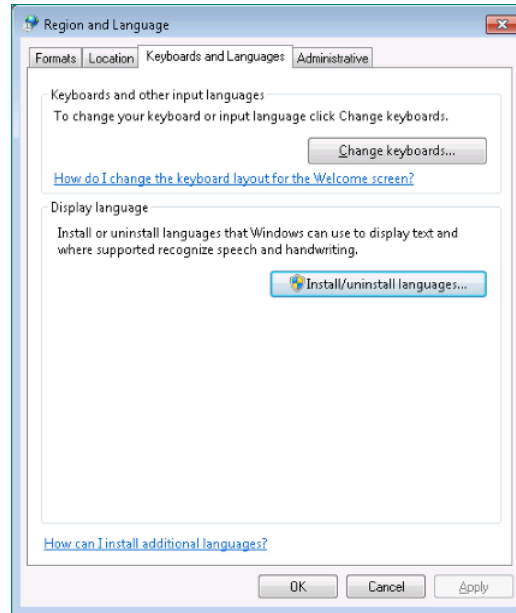 Region and Language
Formats Location Keyboards and Languages Administrative
Keyboards and other input languages
To change your keyboard or input language click Change keyboards.
Change keyboards...
How do I change the keyboard layout for the Welcome screen?
Display language
Install or uninstall languages that Windows can use to display text and
where supported recognize speech and handwriting.
Install/uninstall languages...
How can I install additional languages?
OK Cancel Apply